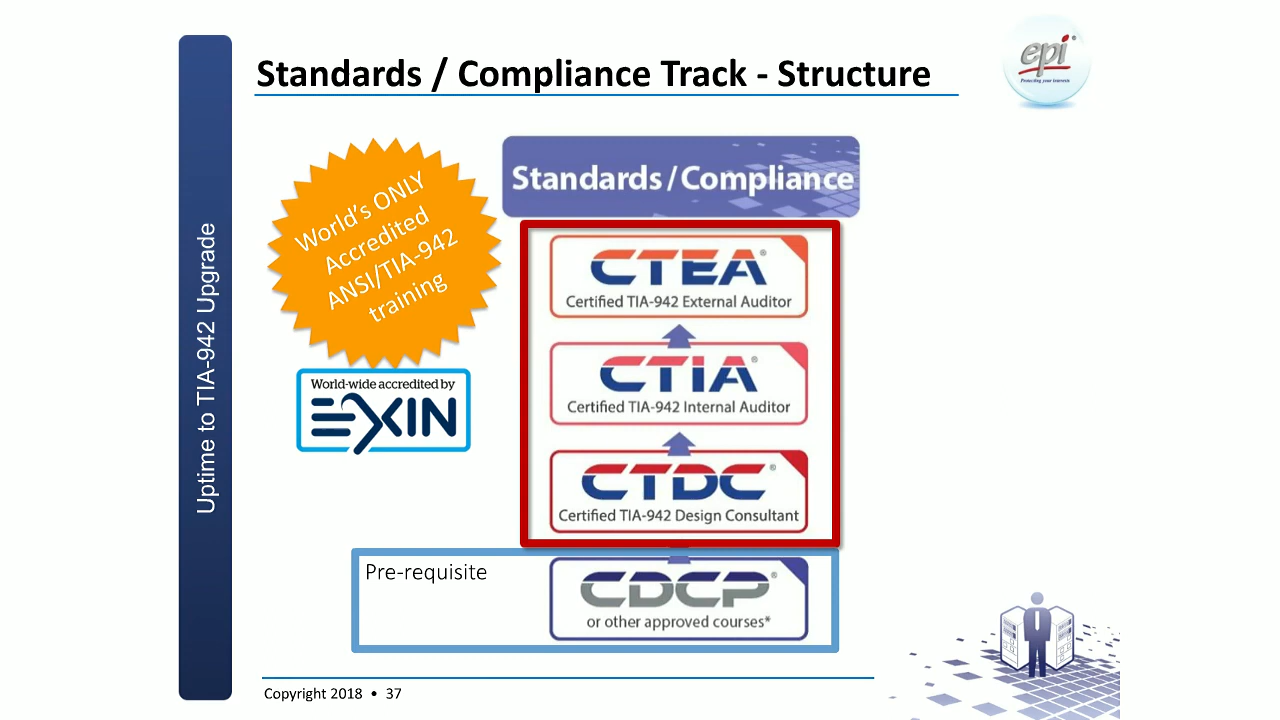 Standards / Compliance Track - Structure
epi®
Protecting your interests
Uptime to TIA-942 Upgrade
World's ONLY
Accredited
ANSI/TIA-942
training
World-wide accredited by
EXIN
Standards / Compliance
CTEA®
Certified TIA-942 External Auditor
CTIA®
Certified TIA-942 Internal Auditor
CTDC®
Certified TIA-942 Design Consultant
Pre-requisite
CDCP®
or other approved courses*
Copyright 2018 • 37